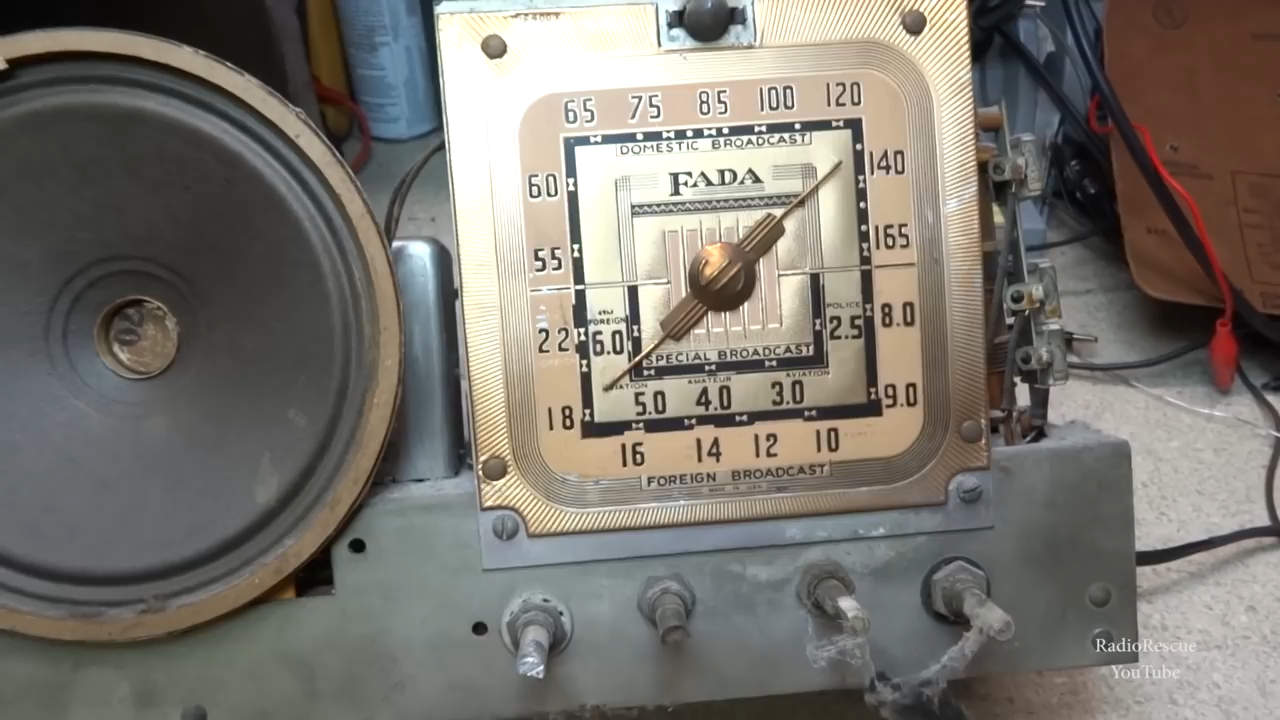 65 75 85 100 120
DOMESTIC BROADCAST
FADA
60 140
55 165
FOREIGN POLICE
22 6.0 2.5 8.0
SPECIAL BROADCAST
AMATEUR AVIATION
18 5.0 4.0 3.0 9.0
16 14 12 10
FOREIGN BROADCAST
MADE IN U.S.A.
RadioRescue
YouTube